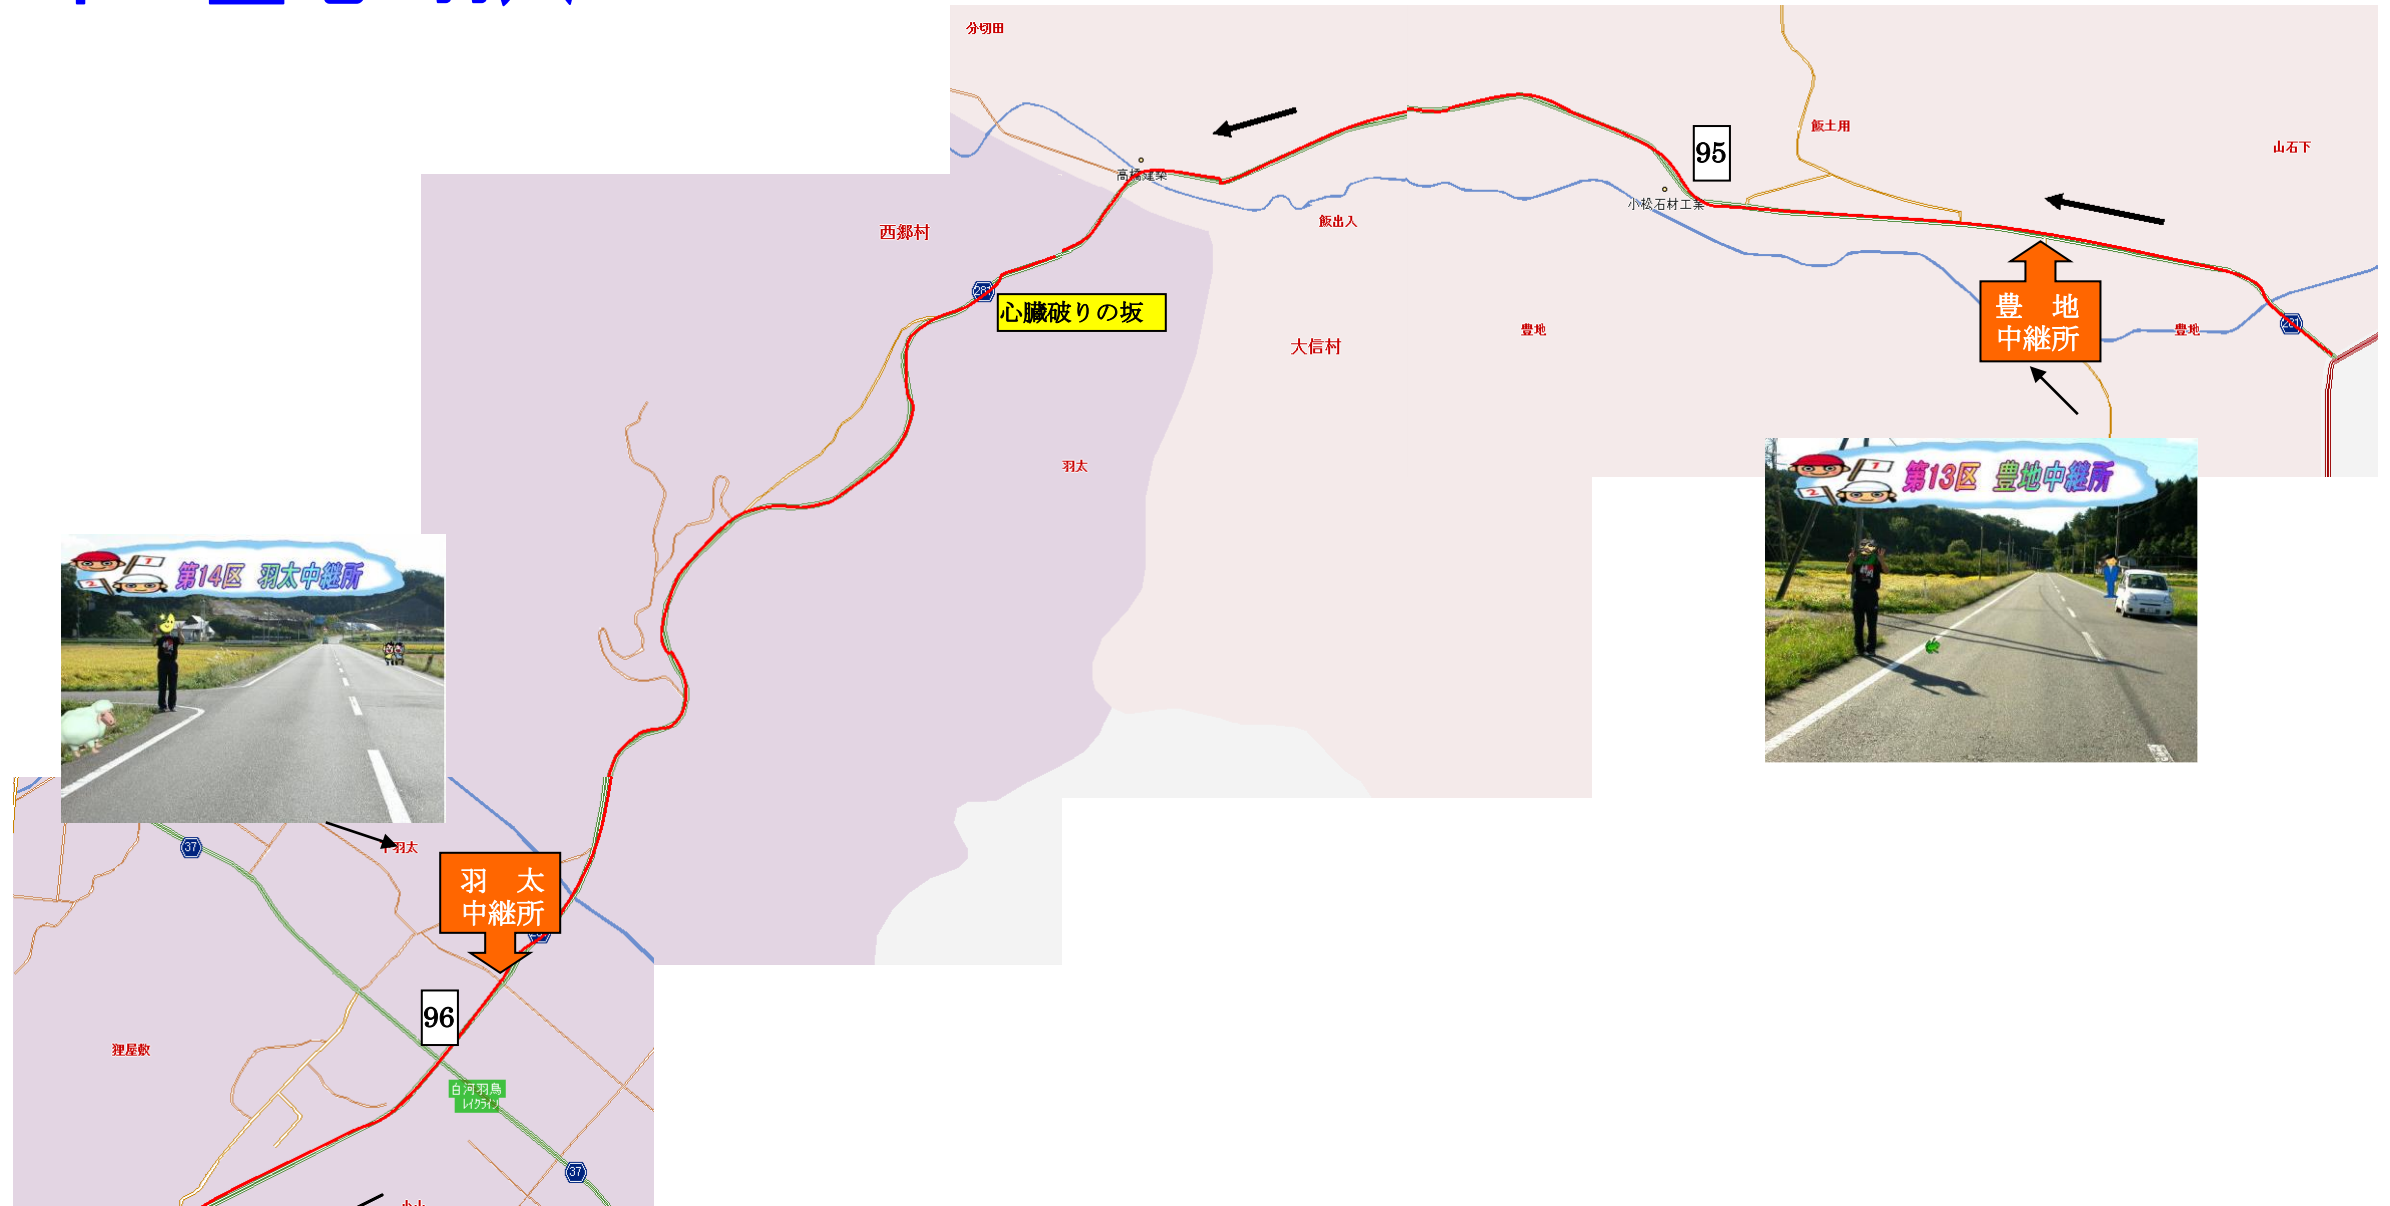 分切田
飯土用
95
山石下
高橋建築
小松石材工業
飯出入
西郷村
心臓破りの坂
大信村
豊地
豊　地
中継所
豊地
羽太
第13区 豊地中継所
第14区 羽太中継所
37
羽　太
中継所
96
狸屋敷
白河羽鳥
レイクライン
37